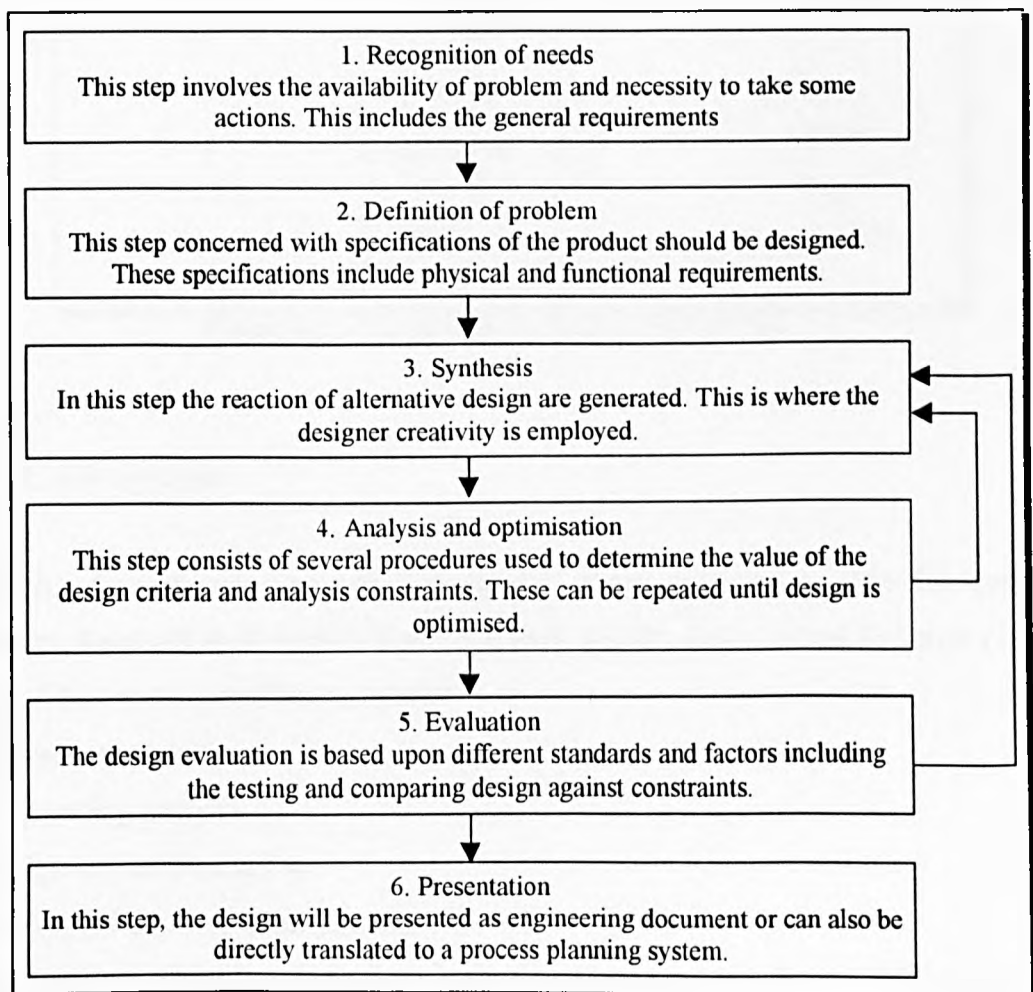 1. Recognition of needs
This step involves the availability of problem and necessity to take some
actions. This includes the general requirements
2. Definition of problem
This step concerned with specifications of the product should be designed.
These specifications include physical and functional requirements.
3. Synthesis
In this step the reaction of alternative design are generated. This is where the
designer creativity is employed.
4. Analysis and optimisation
This step consists of several procedures used to determine the value of the
design criteria and analysis constraints. These can be repeated until design is
optimised.
5. Evaluation
The design evaluation is based upon different standards and factors including
the testing and comparing design against constraints.
6. Presentation
In this step, the design will be presented as engineering document or can also be
directly translated to a process planning system.